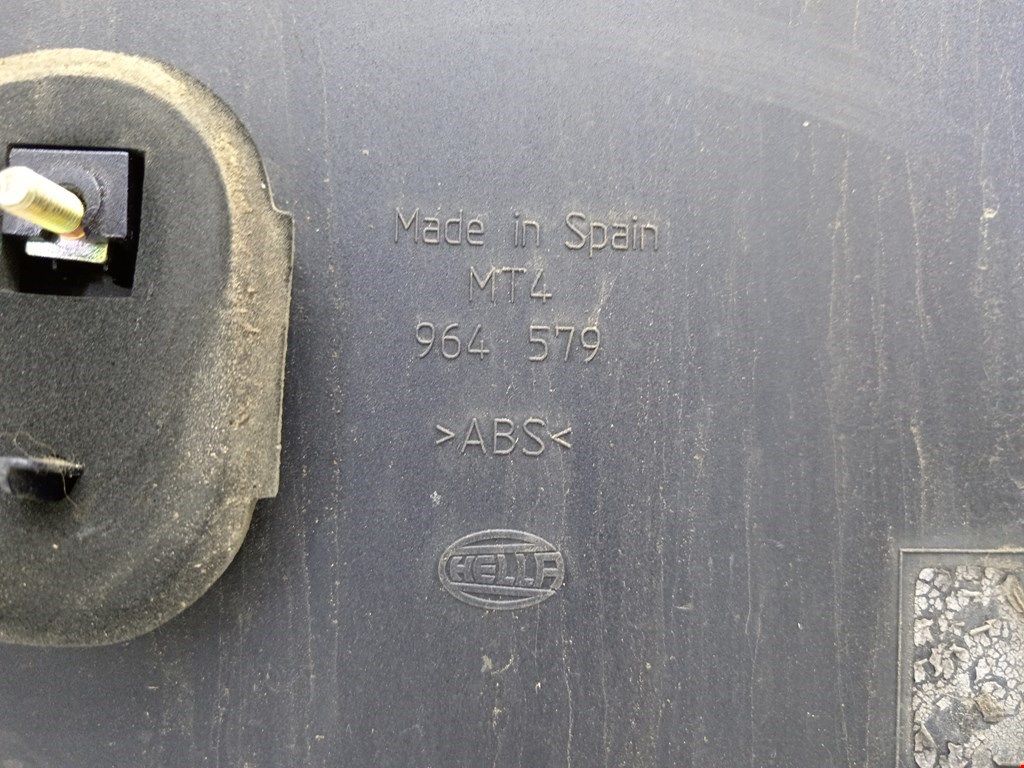 Made in Spain
MT4
964 579
>ABS<
HELLA